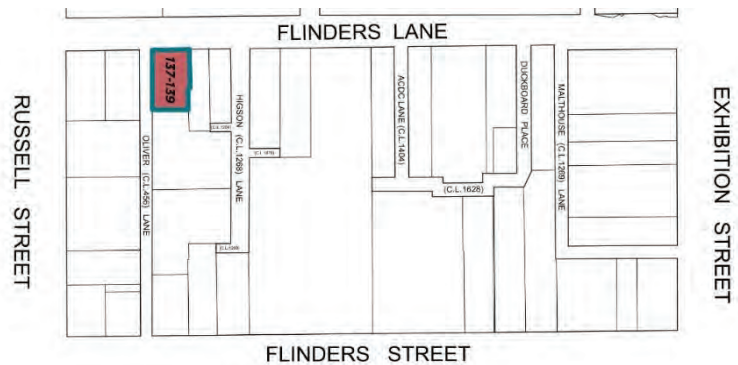 FLINDERS LANE
137-139
RUSSELL STREET
OLIVER (C.L.456) LANE
HIGSON (C.L.1268) LANE
ACDC LANE (C.L.1404)
DUCKBOARD PLACE
MALTHOUSE (C.L.1269) LANE
EXHIBITION STREET
(C.L.1628)
FLINDERS STREET